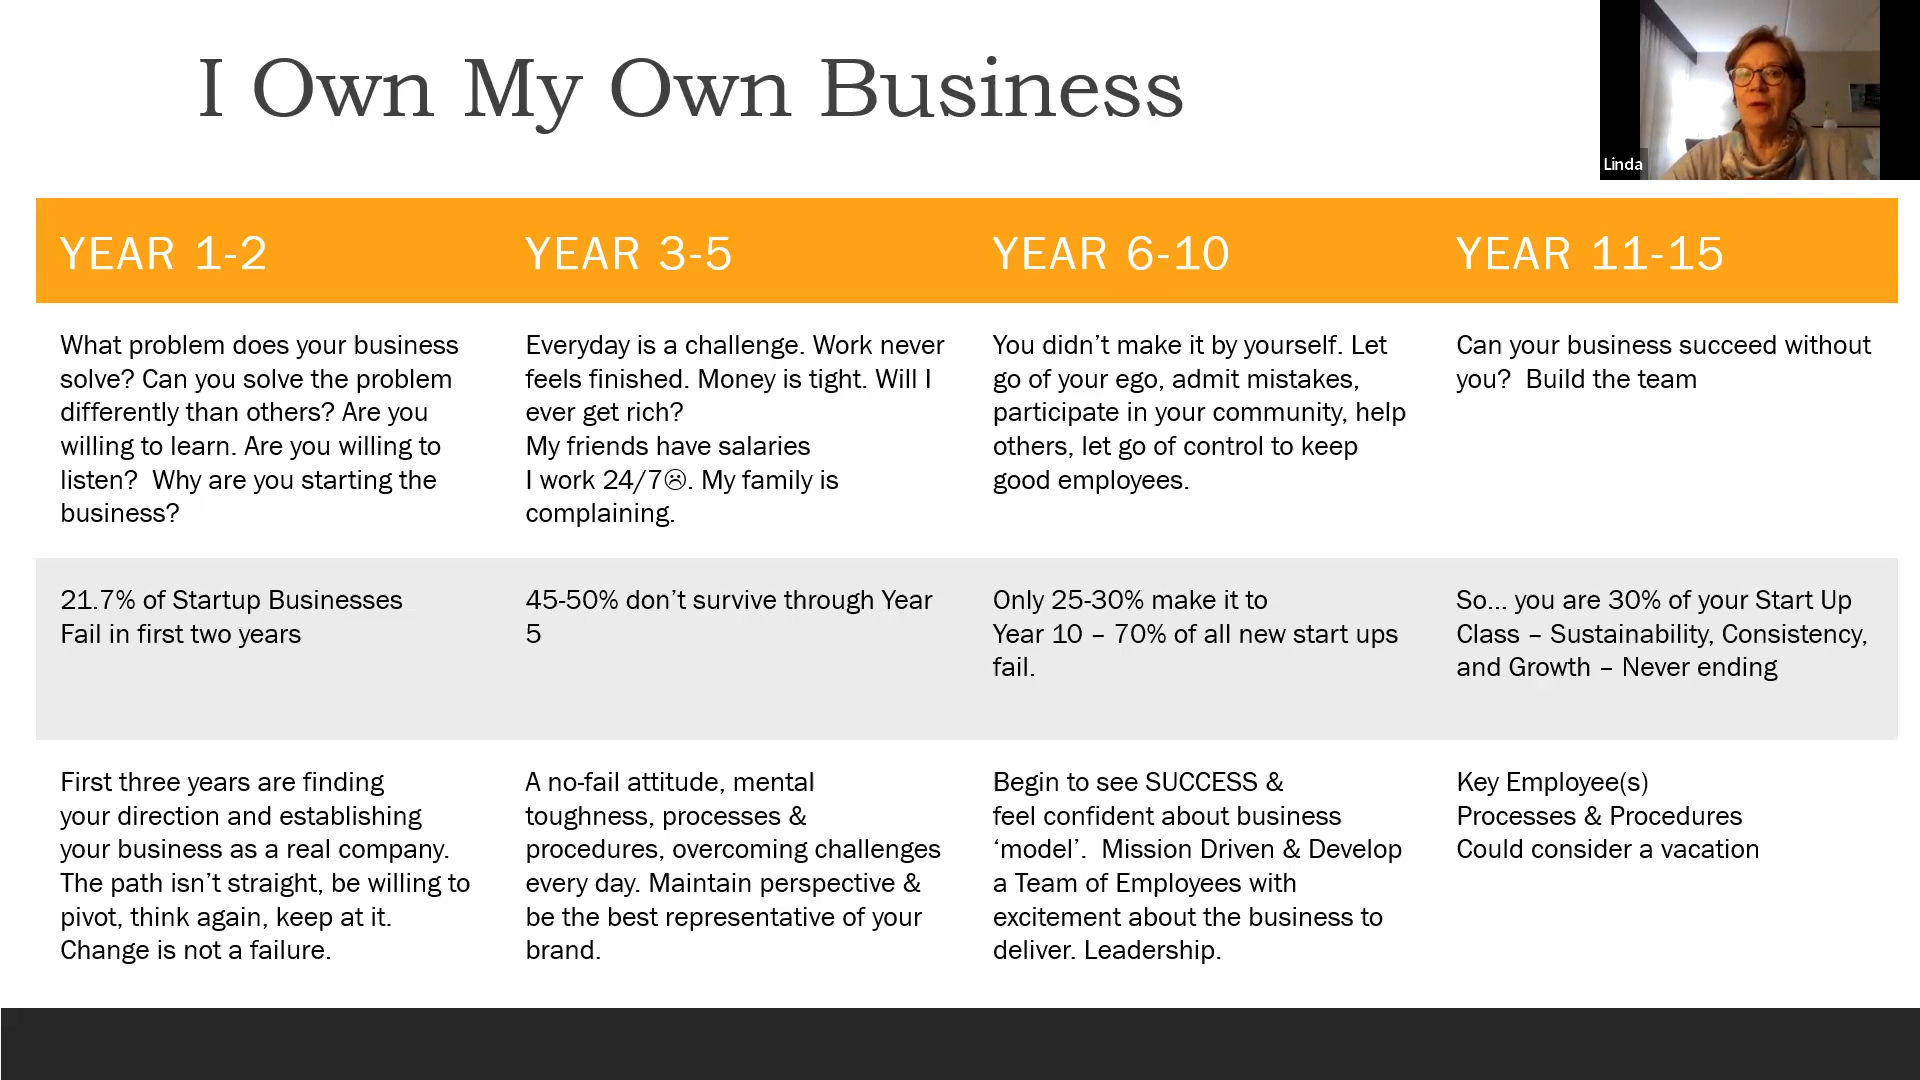 I Own My Own Business
Linda
YEAR 1-2
YEAR 3-5
YEAR 6-10
YEAR 11-15
What problem does your business
solve? Can you solve the problem
differently than others? Are you
willing to learn. Are you willing to
listen?  Why are you starting the
business?
Everyday is a challenge. Work never
feels finished. Money is tight. Will I
ever get rich?
My friends have salaries
I work 24/7☹. My family is
complaining.
You didn’t make it by yourself. Let
go of your ego, admit mistakes,
participate in your community, help
others, let go of control to keep
good employees.
Can your business succeed without
you?  Build the team
21.7% of Startup Businesses
Fail in first two years
45-50% don’t survive through Year
5
Only 25-30% make it to
Year 10 – 70% of all new start ups
fail.
So… you are 30% of your Start Up
Class – Sustainability, Consistency,
and Growth – Never ending
First three years are finding
your direction and establishing
your business as a real company.
The path isn’t straight, be willing to
pivot, think again, keep at it.
Change is not a failure.
A no-fail attitude, mental
toughness, processes &
procedures, overcoming challenges
every day. Maintain perspective &
be the best representative of your
brand.
Begin to see SUCCESS &
feel confident about business
‘model’.  Mission Driven & Develop
a Team of Employees with
excitement about the business to
deliver. Leadership.
Key Employee(s)
Processes & Procedures
Could consider a vacation